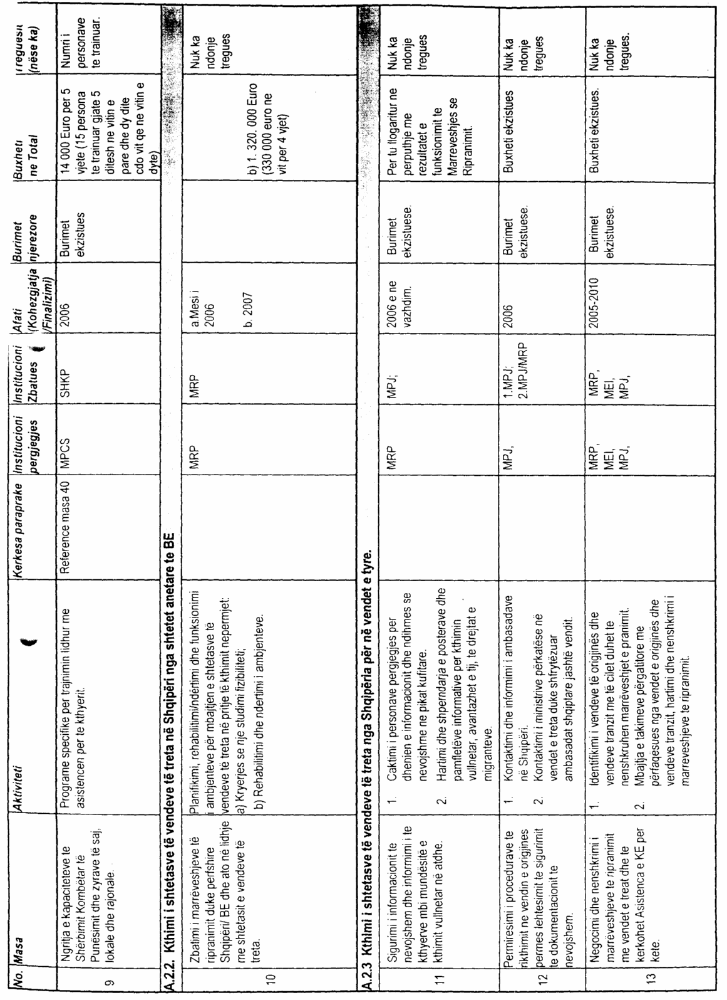 No.
Masa
Aktiviteti
Kerkesa paraprake
Institucioni
pergjegjes
Institucioni
Zbatues
Afati
(Kohezgjatja
/Finalizimi)
Burimet
njerezore
Buxheti
ne Total
(nëse ka)
9
Ngritja e kapaciteteve te
Shërbimit Kombëtar të
Punësimit dhe zyrave të saj,
lokale dhe rajonale.
Programe specifike per trajnimin lidhur me
asistencen per te kthyerit.
Reference masa 40
MPCS
SHKP
2006
Burimet
ekzistues
14 000 Euro per 5
vjete (15 persona
te trainuar gjate 5
ditesh ne vitin e
pare dhe dy dite
cdo vit qe ne vitin e
dyte)
Numri i
personave
te trainuar.
A.2.2. Kthimi i shtetasve të vendeve të treta në Shqipëri nga shtetet anetare te BE
10
Zbatimi i marrëveshjeve të
ripranimit duke perfshire
Shqipëri/ BE dhe ato në lidhje
me shtetasit e vendeve të
treta.
Planifikimi, rehabilitimi/ndërtimi dhe funksionimi
i ambjenteve për mbajtjen e shtetasve të
vendeve të treta në pritje të kthimit nepermjet:
a) Kryerjes se nje studimi fizibiliteti;
b) Rehabilitimi dhe ndertimi i ambjenteve.
MRP
MRP
a.Mesi i
2006
b. 2007
b) 1. 320. 000 Euro
(330 000 euro ne
vit per 4 vjet)
Nuk ka
ndonje
tregues
A.2.3 Kthimi i shtetasve të vendeve të treta nga Shqipëria për në vendet e tyre.
11
Sigurimi i informacionit te
nevojshem dhe informimi i te
kthyerve mbi mundësitë e
kthimit vullnetar në atdhe.
1. Caktimi i personave pergjegjes per
dhenien e informacionit dhe ndihmes se
nevojshme ne pikat kufitare.
2. Hartimi dhe shperndarja e posterave dhe
pamfletëve informative per kthimin
vullnetar, avantazhet e tij, te drejtat e
migranteve.
MRP
MPJ;
2006 e ne
vazhdim.
Burimet
ekzistuese.
Per tu llogaritur ne
perputhje me
rezultatet e
funksionimit te
Marreveshjes se
Ripranimit.
Nuk ka
ndonje
tregues
12
Permiresimi i procedurave te
rikthimit ne vendin e origjines
permes lehtesimit te sigurimit
te dokumentacionit te
nevojshem.
1. Kontaktimi dhe informimi i ambasadave
në Shqipëri.
2. Kontaktimi i ministrive përkatëse në
vendet e treta duke shfrytëzuar
ambasadat shqiptare jashtë vendit.
MPJ,
1.MPJ;
2.MPJ/MRP
2006
Burimet
ekzistuese.
Buxheti ekzistues
Nuk ka
ndonje
tregues
13
Negocimi dhe nenshkrimi i
marrëveshjeve te ripranimit
me vendet e treat dhe te
kerkohet Asistenca e KE per
kete.
1. Identifikimi i vendeve të origjinës dhe
vendeve tranzit me të cilet duhet te
nenshkruhen marrëveshjet e pranimit.
2. Mbajtja e takimeve përgatitore me
përfaqësues nga vendet e origjinës dhe
vendeve tranzit, hartimi dhe nenshkrimi i
marreveshjeve te ripranimit.
MRP,
MEI,
MPJ,
MRP,
MEI,
MPJ,
2005-2010
Burimet
ekzistuese.
Buxheti ekzistues.
Nuk ka
ndonje
tregues.